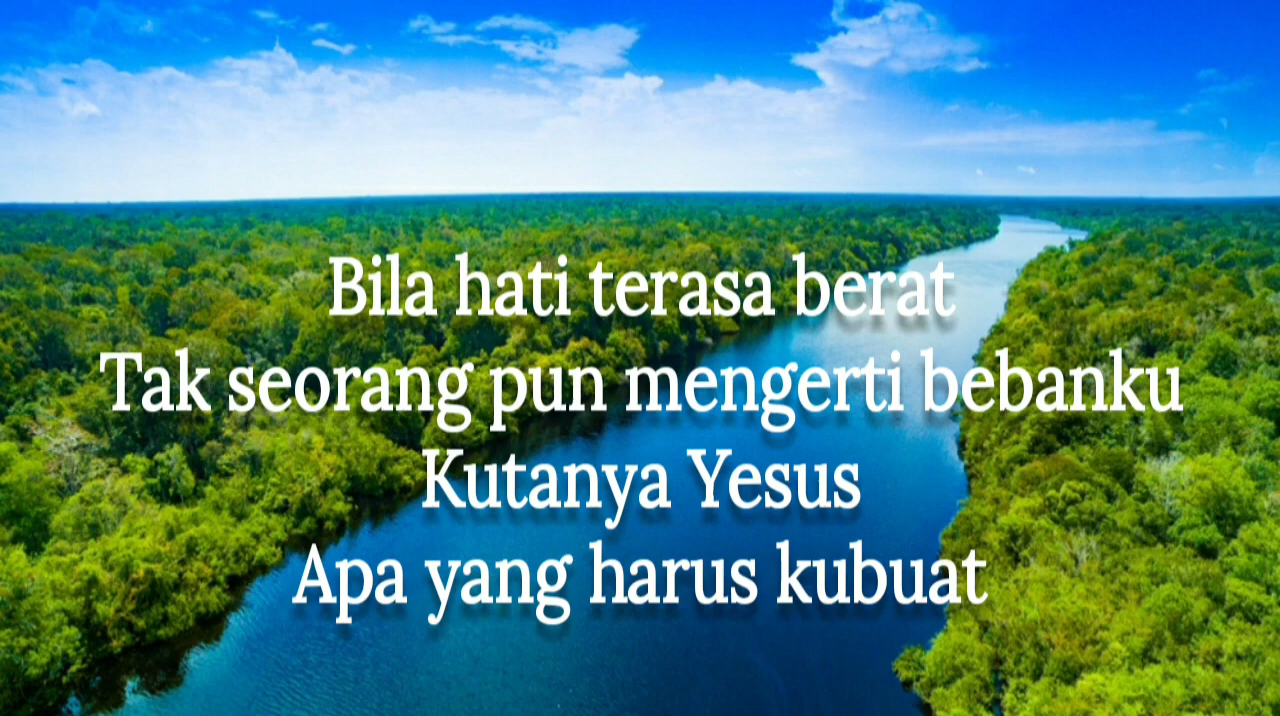 Bila hati terasa berat
Tak seorang pun mengerti bebanku
Kutanya Yesus
Apa yang harus kubuat